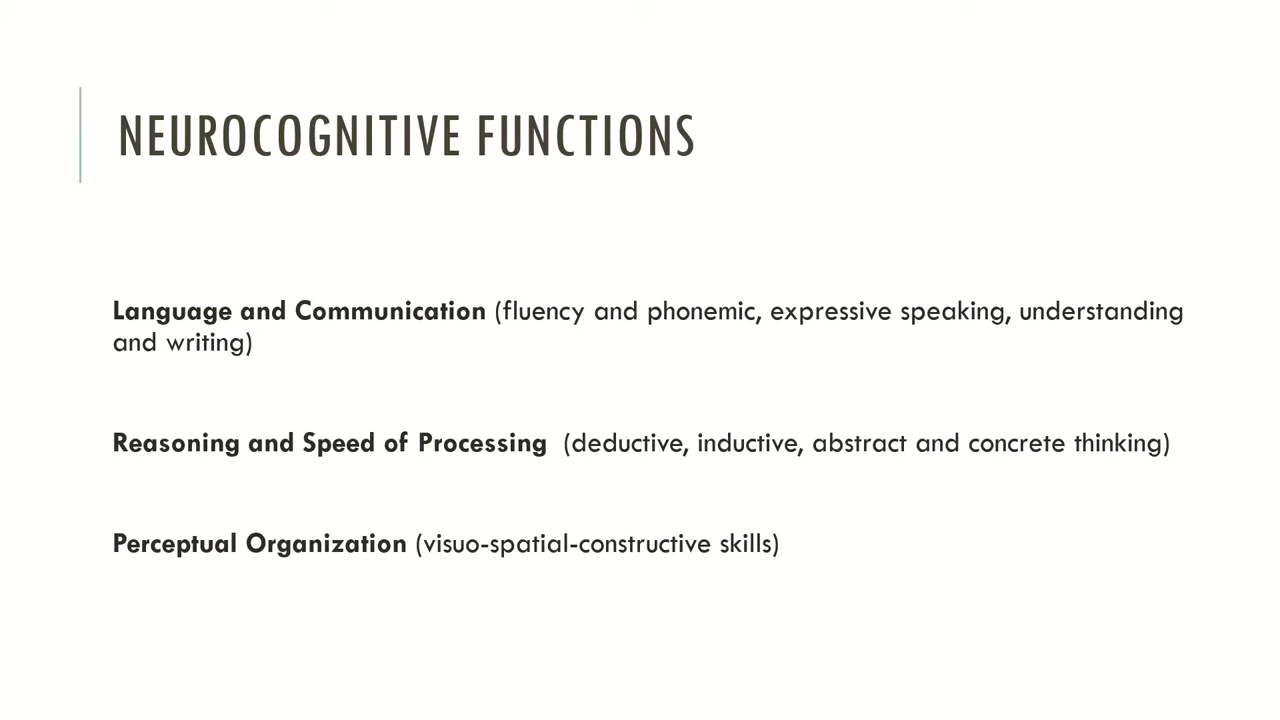 NEUROCOGNITIVE FUNCTIONS
Language and Communication (fluency and phonemic, expressive speaking, understanding
and writing)
Reasoning and Speed of Processing  (deductive, inductive, abstract and concrete thinking)
Perceptual Organization (visuo-spatial-constructive skills)